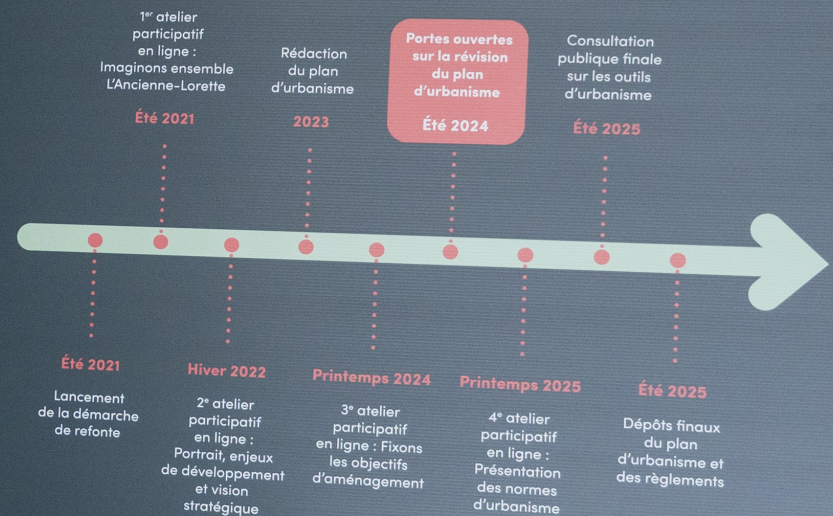 1er atelier
participatif
en ligne :
Imaginons ensemble
L'Ancienne-Lorette
Été 2021
Rédaction
du plan
d'urbanisme
2023
Portes ouvertes
sur la révision
du plan
d'urbanisme
Été 2024
Consultation
publique finale
sur les outils
d'urbanisme
Été 2025
Été 2021
Lancement
de la démarche
de refonte
Hiver 2022
2e atelier
participatif
en ligne :
Portrait, enjeux
de développement
et vision
stratégique
Printemps 2024
3e atelier
participatif
en ligne : Fixons
les objectifs
d'aménagement
Printemps 2025
4e atelier
participatif
en ligne :
Présentation
des normes
d'urbanisme
Été 2025
Dépôts finaux
du plan
d'urbanisme et
des règlements